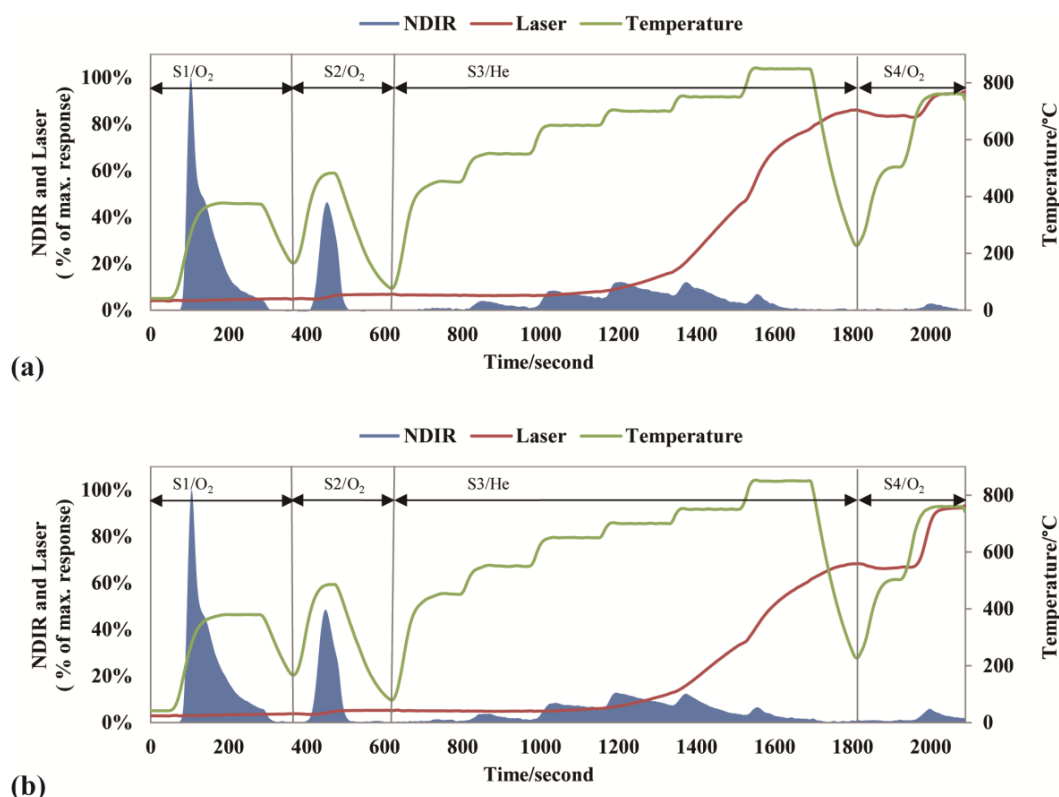 NDIR Laser Temperature
S1/O2 S2/O2 S3/He S4/O2
NDIR and Laser
( % of max. response)
100%
80%
60%
40%
20%
0%
800
600
400
200
0
Temperature/°C
0 200 400 600 800 1000 1200 1400 1600 1800 2000
Time/second
(a)
NDIR Laser Temperature
S1/O2 S2/O2 S3/He S4/O2
NDIR and Laser
( % of max. response)
100%
80%
60%
40%
20%
0%
800
600
400
200
0
Temperature/°C
0 200 400 600 800 1000 1200 1400 1600 1800 2000
Time/second
(b)